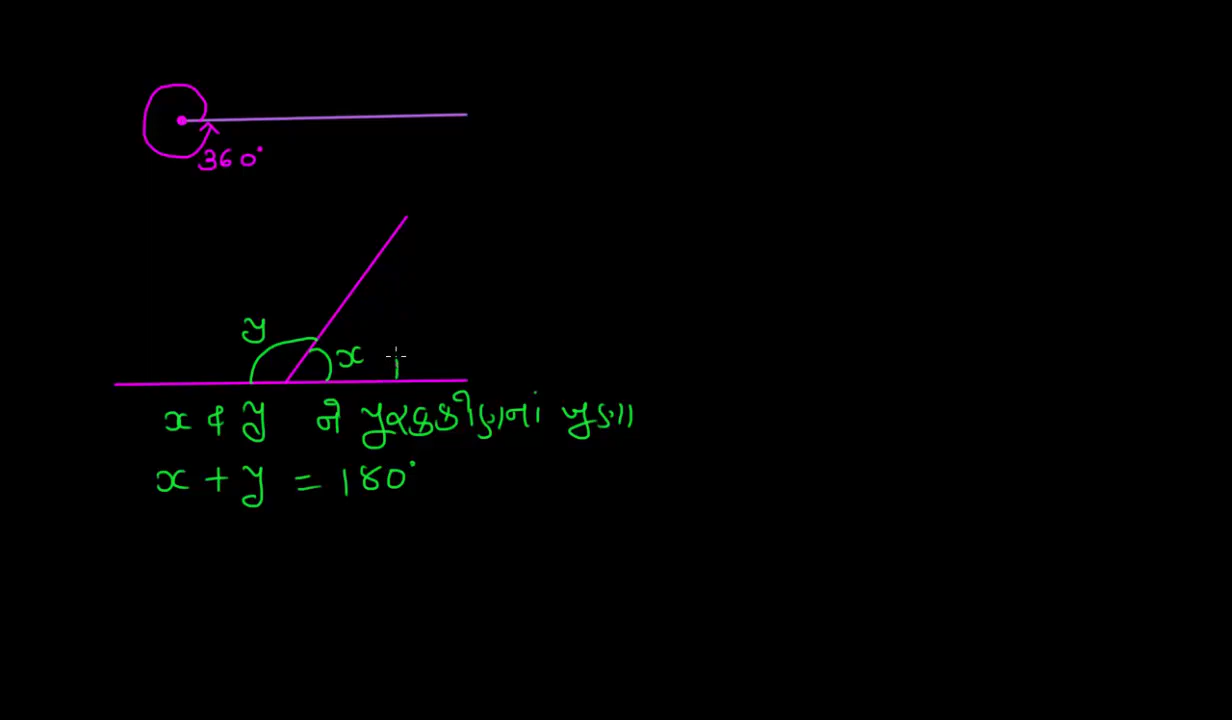 360°
y
x
x & y ને પુરકકોણનાં ખુણા
x + y = 180°